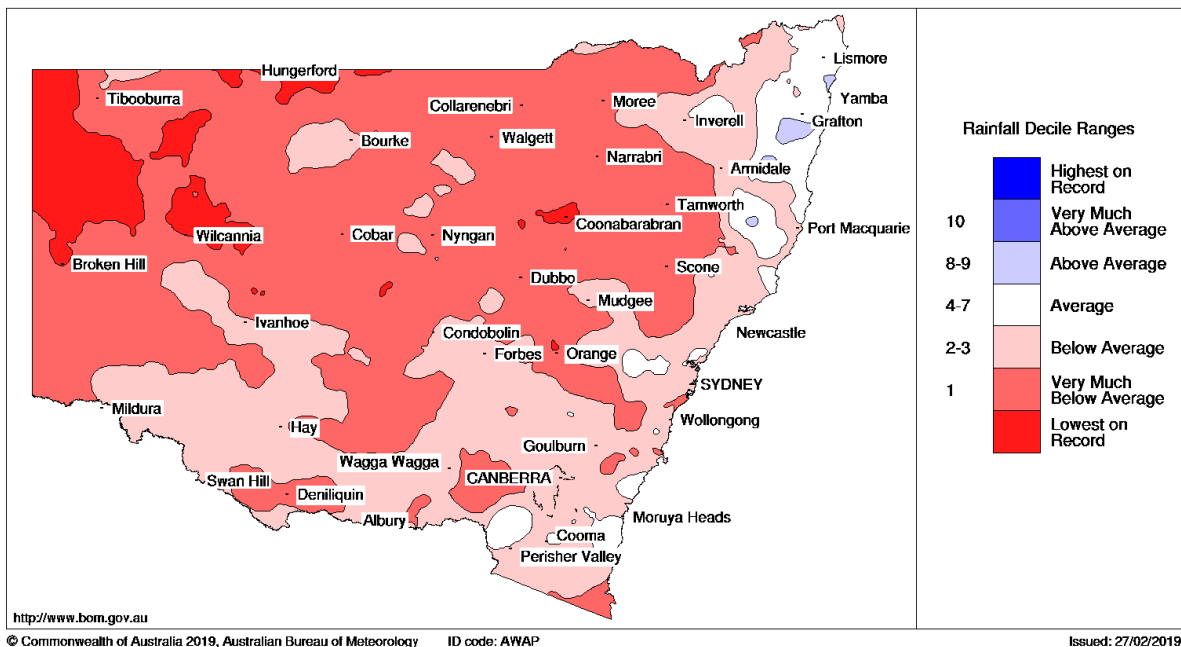 Lismore
Hungerford
Tibooburra
Yamba
Collarenebri
Moree
Inverell
Grafton
Bourke
Walgett
Narrabri
Armidale
Tamworth
Coonabarabran
Port Macquarie
Wilcannia
Cobar
Nyngan
Broken Hill
Scone
Dubbo
Mudgee
Ivanhoe
Newcastle
Condobolin
Forbes
Orange
SYDNEY
Mildura
Wollongong
Hay
Goulburn
Wagga Wagga
Swan Hill
CANBERRA
Deniliquin
Albury
Moruya Heads
Cooma
Perisher Valley
Rainfall Decile Ranges
Highest on
Record
10
Very Much
Above Average
8-9
Above Average
4-7
Average
2-3
Below Average
1
Very Much
Below Average
Lowest on
Record
http://www.bom.gov.au
© Commonwealth of Australia 2019, Australian Bureau of Meteorology
ID code: AWAP
Issued: 27/02/2019